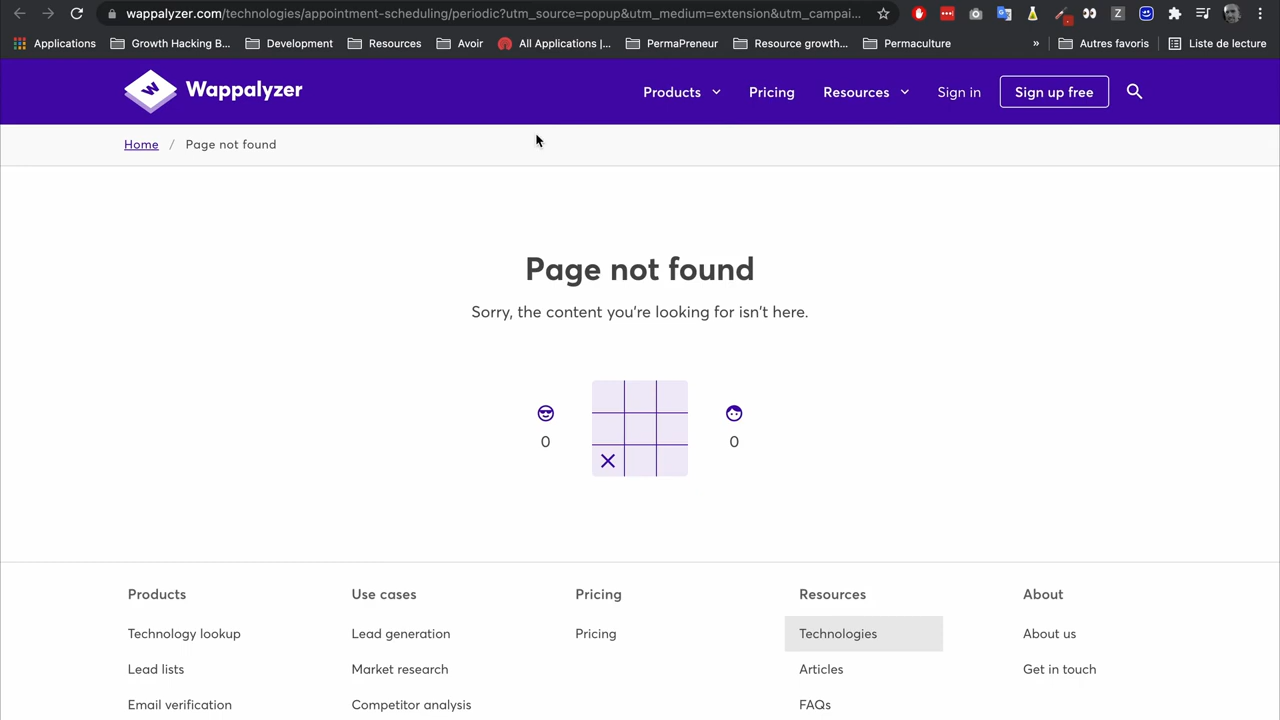 wappalyzer.com/technologies/appointment-scheduling/periodic?utm_source=popup&utm_medium=extension&utm_campai...
Applications Growth Hacking B... Development Resources Avoir All Applications |... PermaPreneur Resource growth... Permaculture » Autres favoris Liste de lecture
Wappalyzer Products Pricing Resources Sign in Sign up free
Home / Page not found
Page not found
Sorry, the content you're looking for isn't here.
0 0
Products Use cases Pricing Resources About
Technology lookup Lead generation Pricing Technologies About us
Lead lists Market research Articles Get in touch
Email verification Competitor analysis FAQs